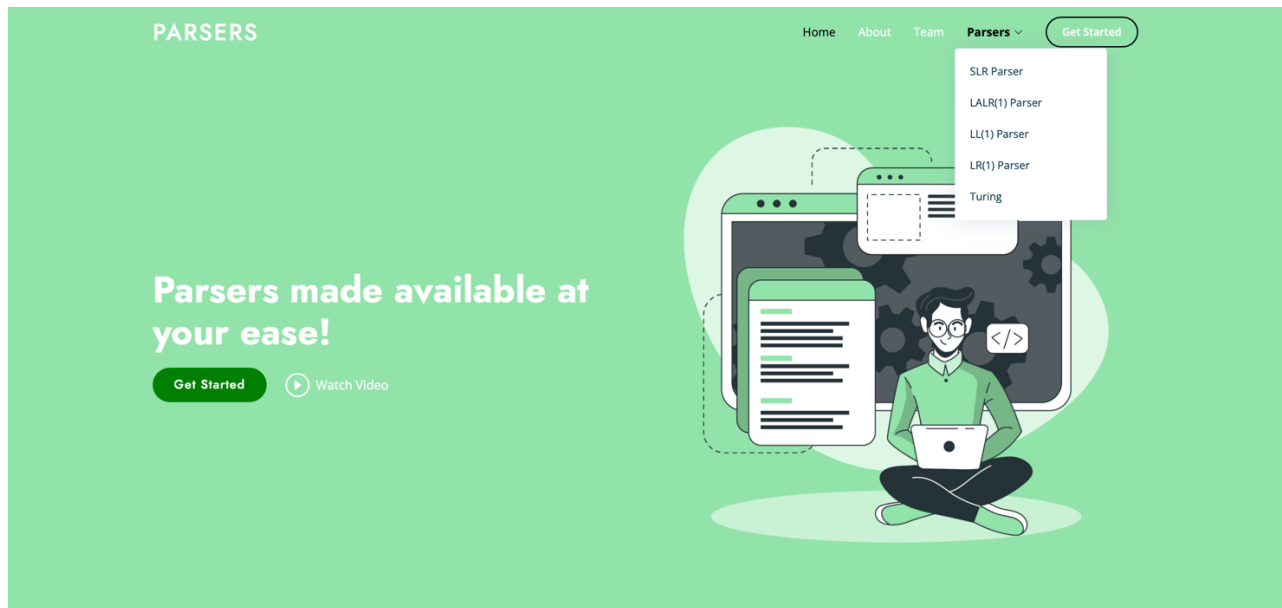 PARSERS
Home About Team Parsers Get Started
SLR Parser
LALR(1) Parser
LL(1) Parser
LR(1) Parser
Turing
Parsers made available at
your ease!
Get Started Watch Video
</>